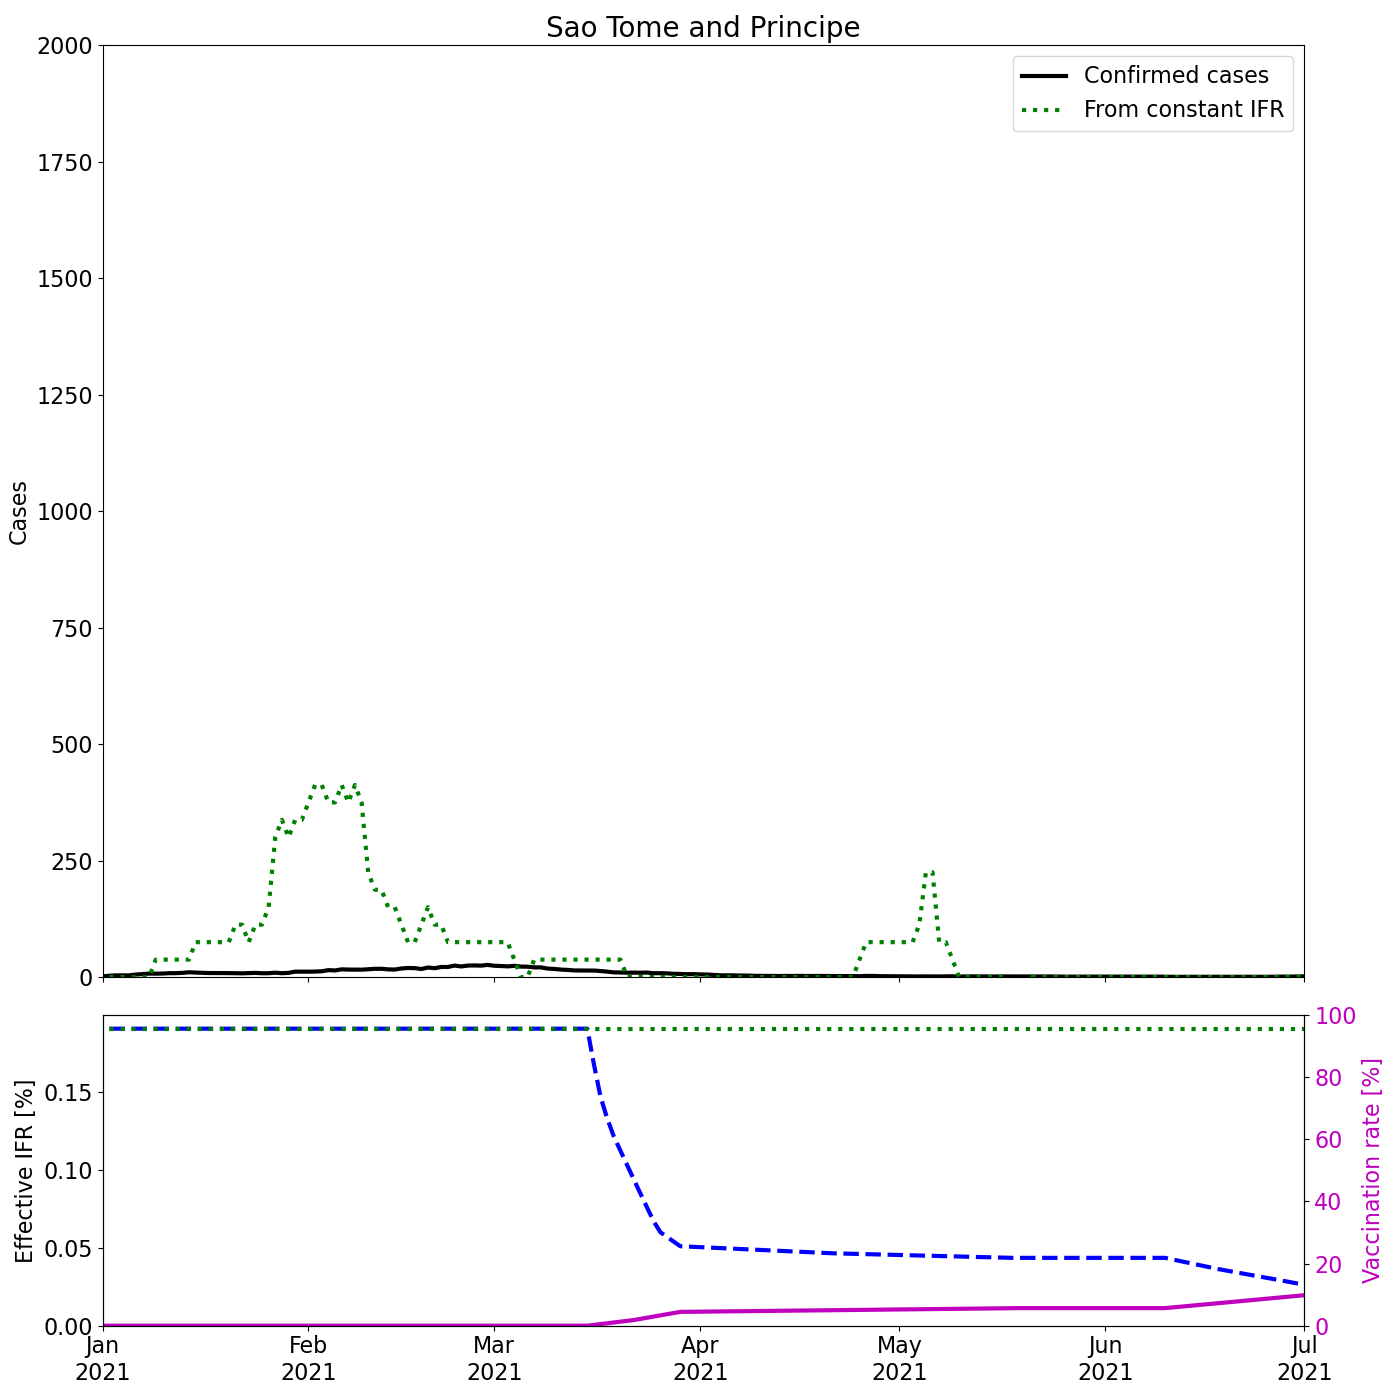 Sao Tome and Principe
2000
1750
1500
1250
1000
750
500
250
0
Cases
Confirmed cases
From constant IFR
0.15
0.10
0.05
0.00
Effective IFR [%]
100
80
60
40
20
0
Vaccination rate [%]
Jan Feb Mar Apr May Jun Jul
2021 2021 2021 2021 2021 2021 2021